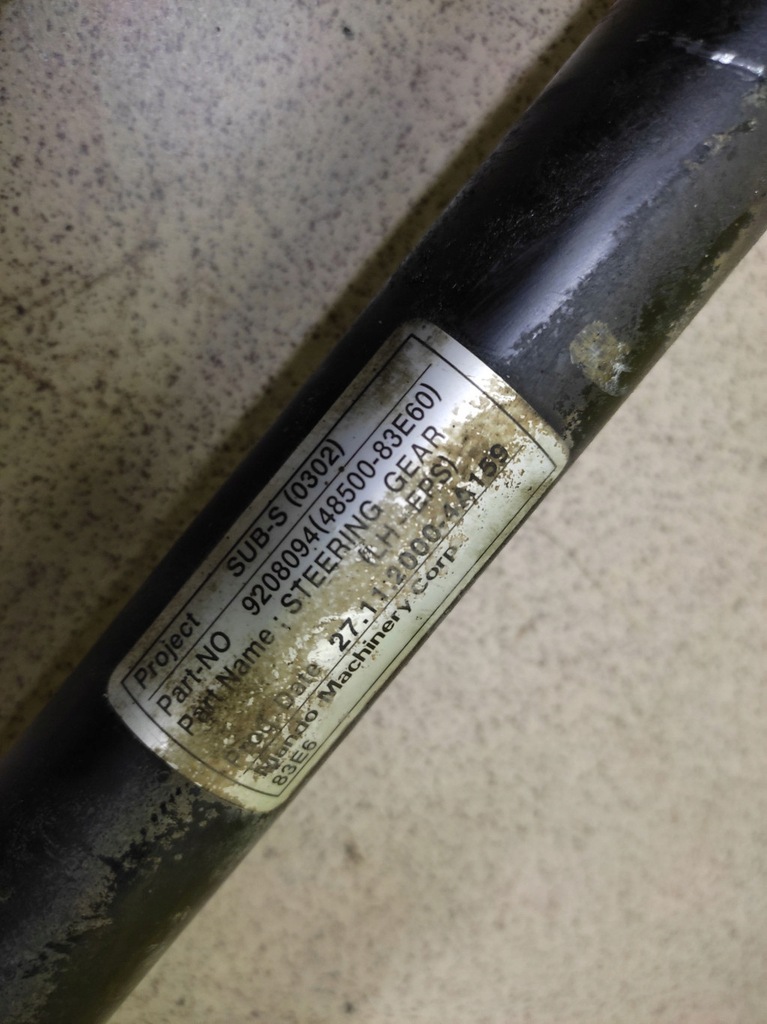 Project SUB-S (0302)
Part-NO 9208094(48500-83E60)
Part Name : STEERING GEAR
(LH-EPS)
Prog. Date 27.11.2000-4A159
Mando Machinery Corp
83E6